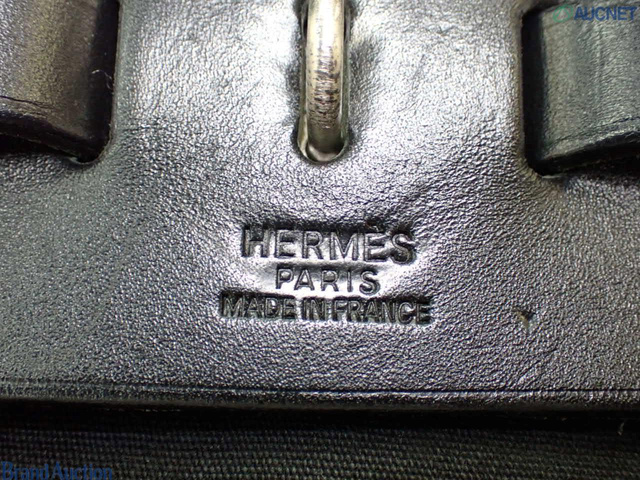 AUCNET
HERMÈS
PARIS
MADE IN FRANCE
Brand Auction